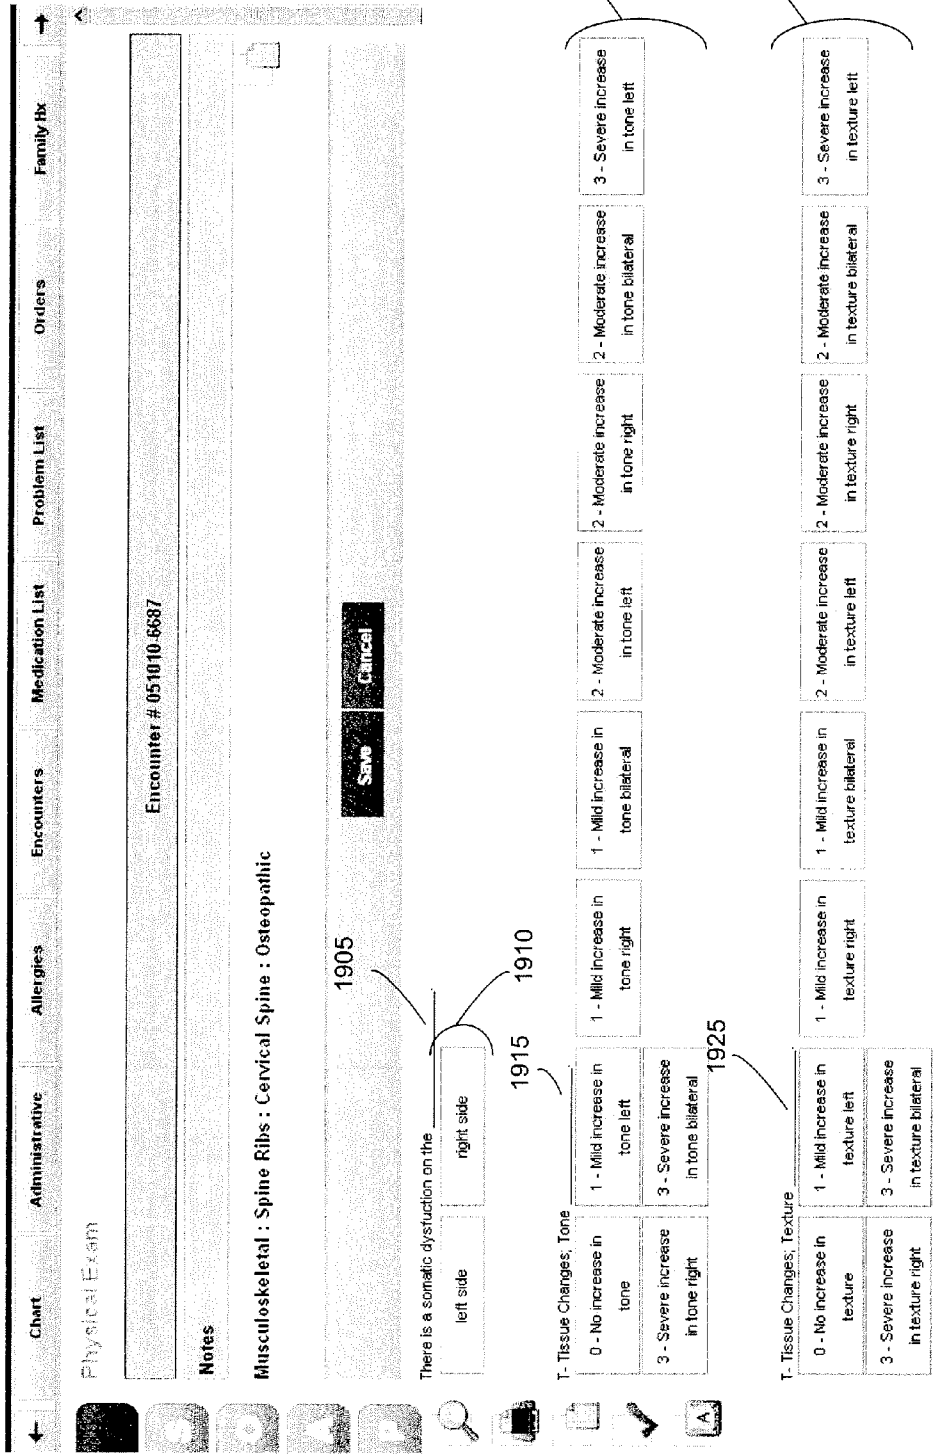 ← Chart Administrative Allergies Encounters Medication List Problem List Orders Family Hx →
Physical Exam
Encounter # 051010-6687
Notes
Musculoskeletal : Spine Ribs : Cervical Spine : Osteopathic
Save Cancel
1905
There is a somatic dysfuction on the
left side
right side
1910
1915
T- Tissue Changes; Tone
0 - No increase in
tone
1 - Mild increase in
tone left
1 - Mild increase in
tone right
1 - Mild increase in
tone bilateral
2 - Moderate increase
in tone left
2 - Moderate increase
in tone right
2 - Moderate increase
in tone bilateral
3 - Severe increase
in tone left
3 - Severe increase
in tone right
3 - Severe increase
in tone bilateral
1925
T- Tissue Changes; Texture
0 - No increase in
texture
1 - Mild increase in
texture left
1 - Mild increase in
texture right
1 - Mild increase in
texture bilateral
2 - Moderate increase
in texture left
2 - Moderate increase
in texture right
2 - Moderate increase
in texture bilateral
3 - Severe increase
in texture left
3 - Severe increase
in texture right
3 - Severe increase
in texture bilateral
S
O
A
P
A